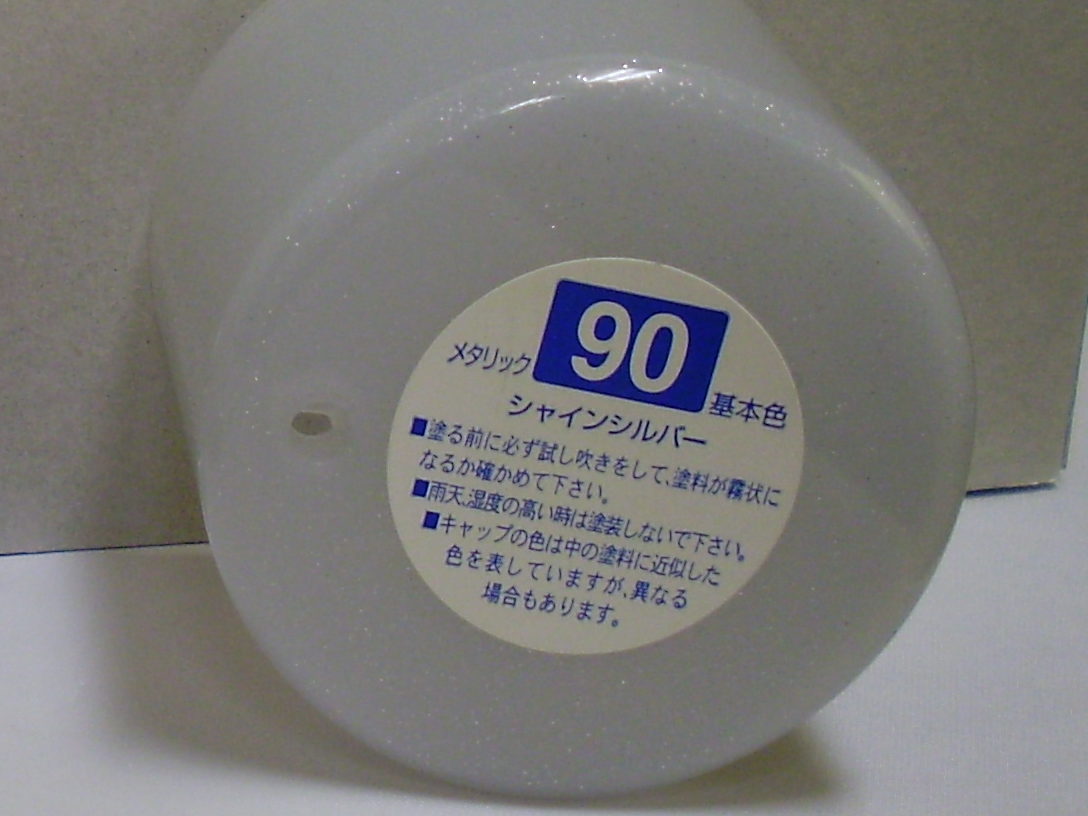 90
メタリック
基本色
シャインシルバー
■塗る前に必ず試し吹きをして、塗料が霧状に
なるか確かめて下さい。
■雨天、湿度の高い時は塗装しないで下さい。
■キャップの色は中の塗料に近似した
色を表していますが、異なる
場合もあります。